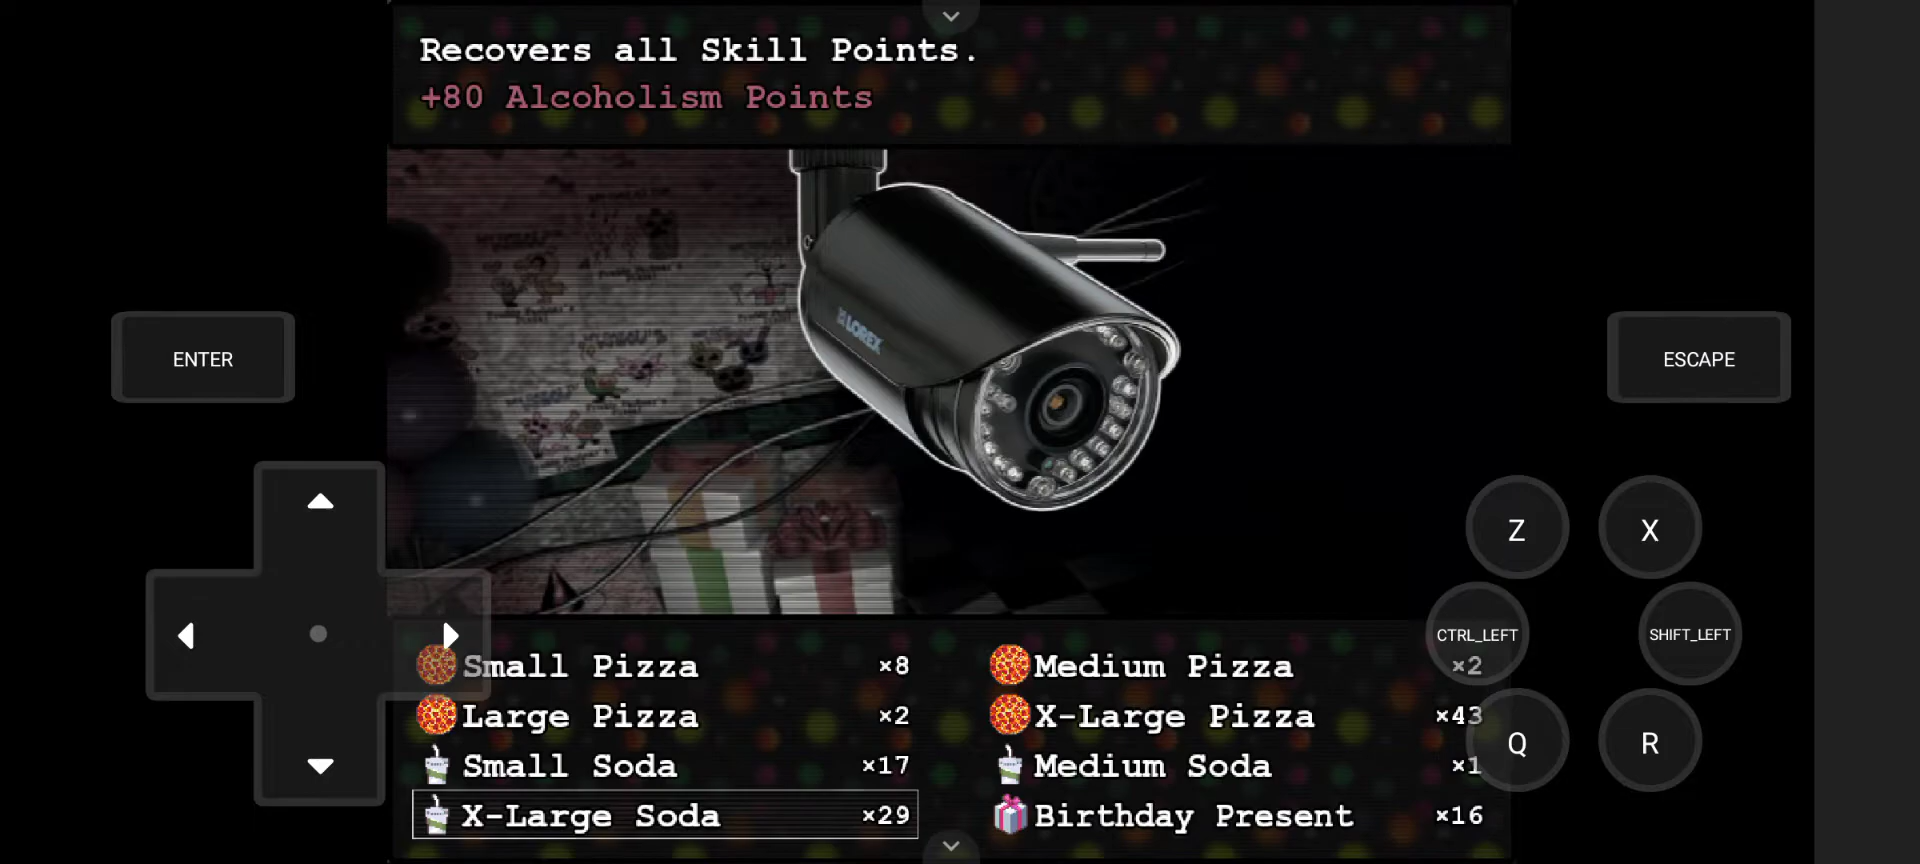 Recovers all Skill Points.
+80 Alcoholism Points
LOREX
ENTER
ESCAPE
Z
X
CTRL_LEFT
SHIFT_LEFT
Q
R
Small Pizza ×8
Medium Pizza ×2
Large Pizza ×2
X-Large Pizza ×43
Small Soda ×17
Medium Soda ×1
X-Large Soda ×29
Birthday Present ×16